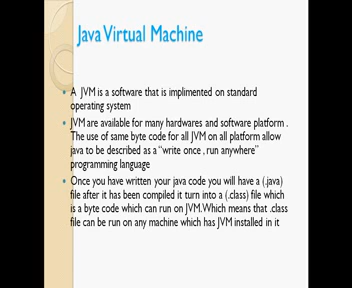 Java Virtual Machine
A JVM is a software that is implimented on standard
operating system
JVM are available for many hardwares and software platform .
The use of same byte code for all JVM on all platform allow
java to be described as a “write once , run anywhere”
programming language
Once you have written your java code you will have a (.java)
file after it has been compiled it turn into a (.class) file which
is a byte code which can run on JVM.Which means that .class
file can be run on any machine which has JVM installed in it